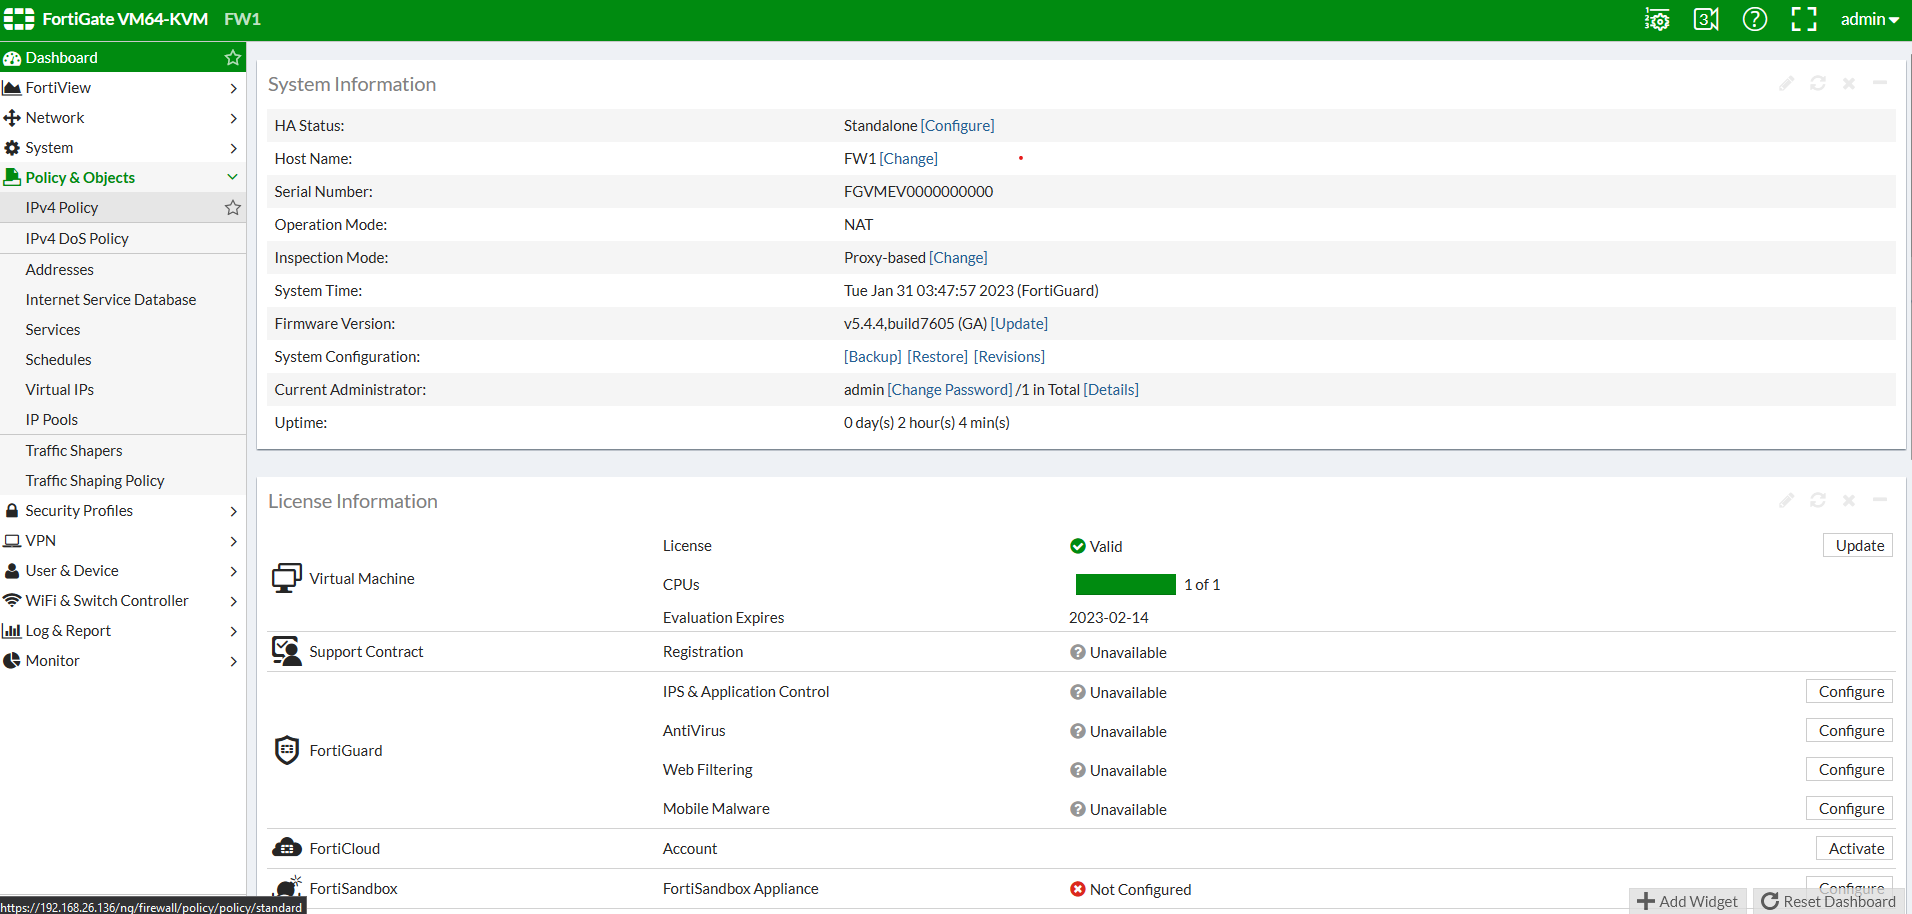 FortiGate VM64-KVM FW1
3
admin
Dashboard
FortiView
Network
System
Policy & Objects
IPv4 Policy
IPv4 DoS Policy
Addresses
Internet Service Database
Services
Schedules
Virtual IPs
IP Pools
Traffic Shapers
Traffic Shaping Policy
Security Profiles
VPN
User & Device
WiFi & Switch Controller
Log & Report
Monitor
System Information
HA Status: Standalone [Configure]
Host Name: FW1 [Change]
Serial Number: FGVMEV0000000000
Operation Mode: NAT
Inspection Mode: Proxy-based [Change]
System Time: Tue Jan 31 03:47:57 2023 (FortiGuard)
Firmware Version: v5.4.4,build7605 (GA) [Update]
System Configuration: [Backup] [Restore] [Revisions]
Current Administrator: admin [Change Password] /1 in Total [Details]
Uptime: 0 day(s) 2 hour(s) 4 min(s)
License Information
Virtual Machine
License Valid Update
CPUs 1 of 1
Evaluation Expires 2023-02-14
Support Contract Registration Unavailable
FortiGuard
IPS & Application Control Unavailable Configure
AntiVirus Unavailable Configure
Web Filtering Unavailable Configure
Mobile Malware Unavailable Configure
FortiCloud Account Activate
FortiSandbox FortiSandbox Appliance Not Configured Configure
Add Widget Reset Dashboard
https://192.168.26.136/ng/firewall/policy/policy/standard